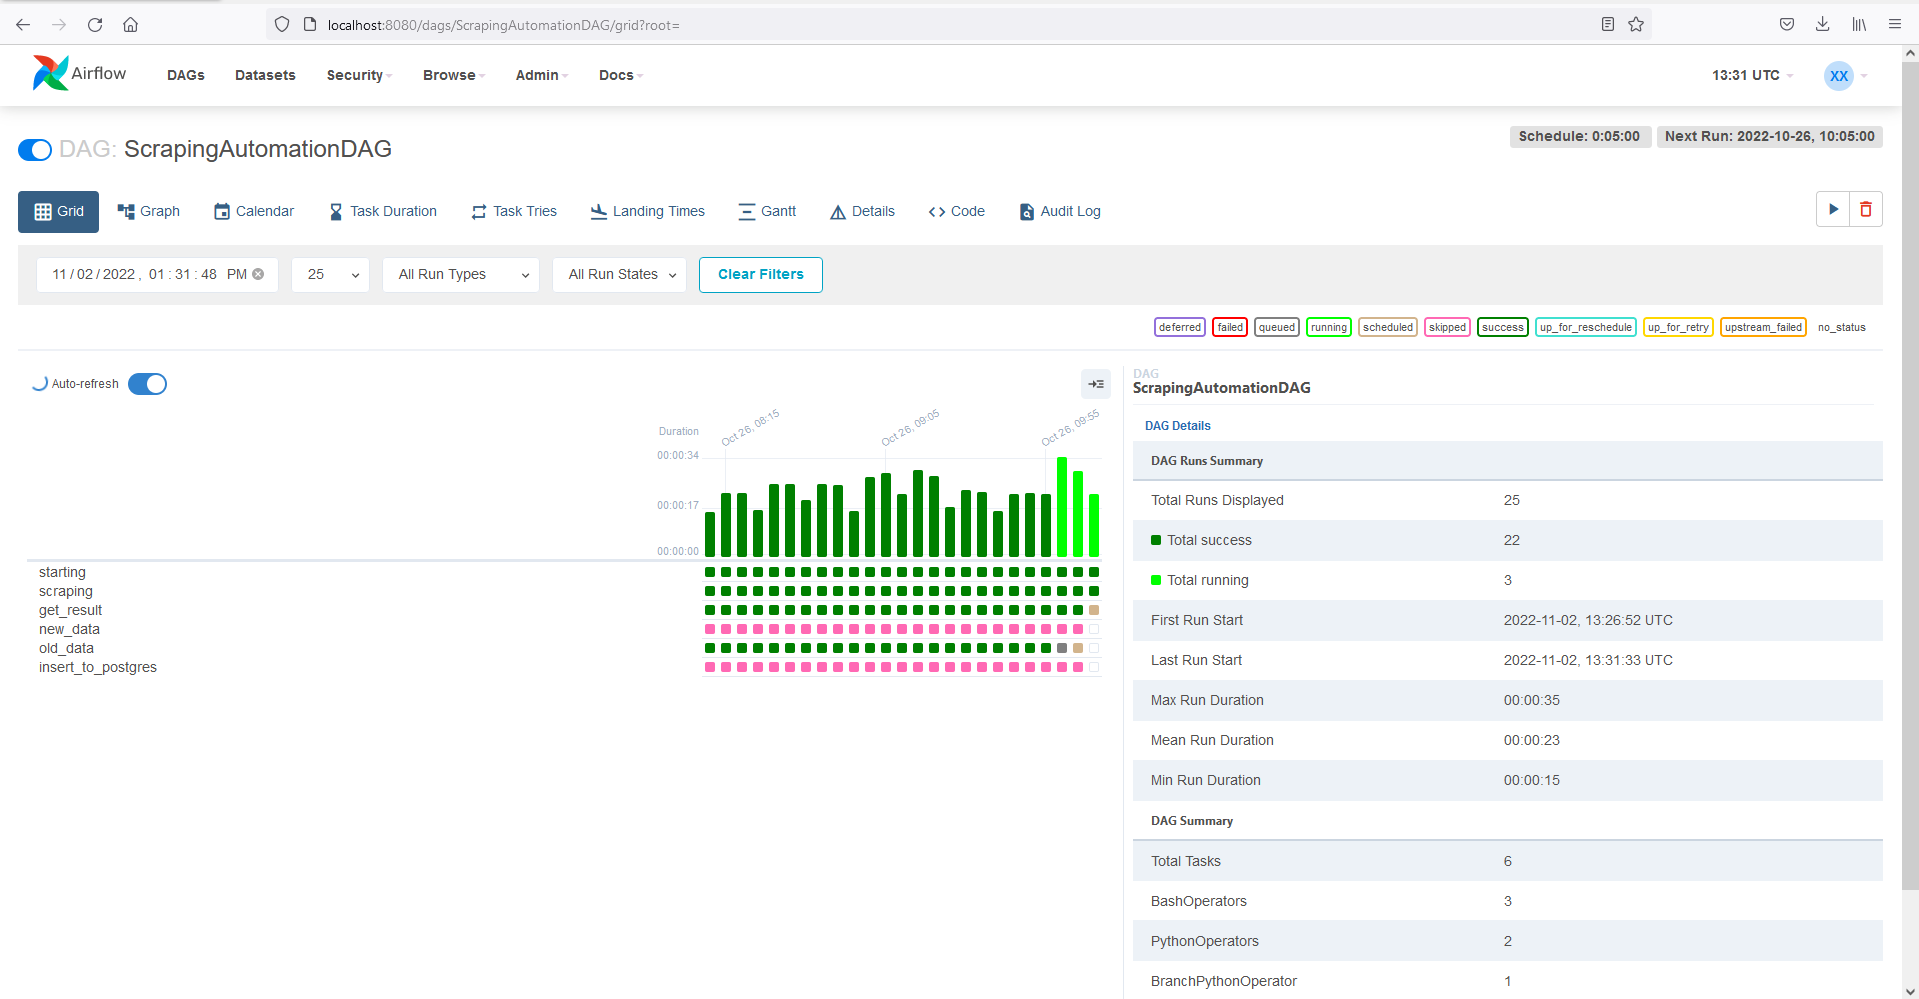 localhost:8080/dags/ScrapingAutomationDAG/grid?root=
Airflow DAGs Datasets Security Browse Admin Docs 13:31 UTC XX
DAG: ScrapingAutomationDAG
Schedule: 0:05:00 Next Run: 2022-10-26, 10:05:00
Grid Graph Calendar Task Duration Task Tries Landing Times Gantt Details Code Audit Log
11/02/2022, 01:31:48 PM 25 All Run Types All Run States Clear Filters
deferred failed queued running scheduled skipped success up_for_reschedule up_for_retry upstream_failed no_status
Auto-refresh
Duration
Oct 26, 08:15 Oct 26, 09:05 Oct 26, 09:55
00:00:34
00:00:17
00:00:00
starting
scraping
get_result
new_data
old_data
insert_to_postgres
DAG
ScrapingAutomationDAG
DAG Details
DAG Runs Summary
Total Runs Displayed 25
Total success 22
Total running 3
First Run Start 2022-11-02, 13:26:52 UTC
Last Run Start 2022-11-02, 13:31:33 UTC
Max Run Duration 00:00:35
Mean Run Duration 00:00:23
Min Run Duration 00:00:15
DAG Summary
Total Tasks 6
BashOperators 3
PythonOperators 2
BranchPythonOperator 1